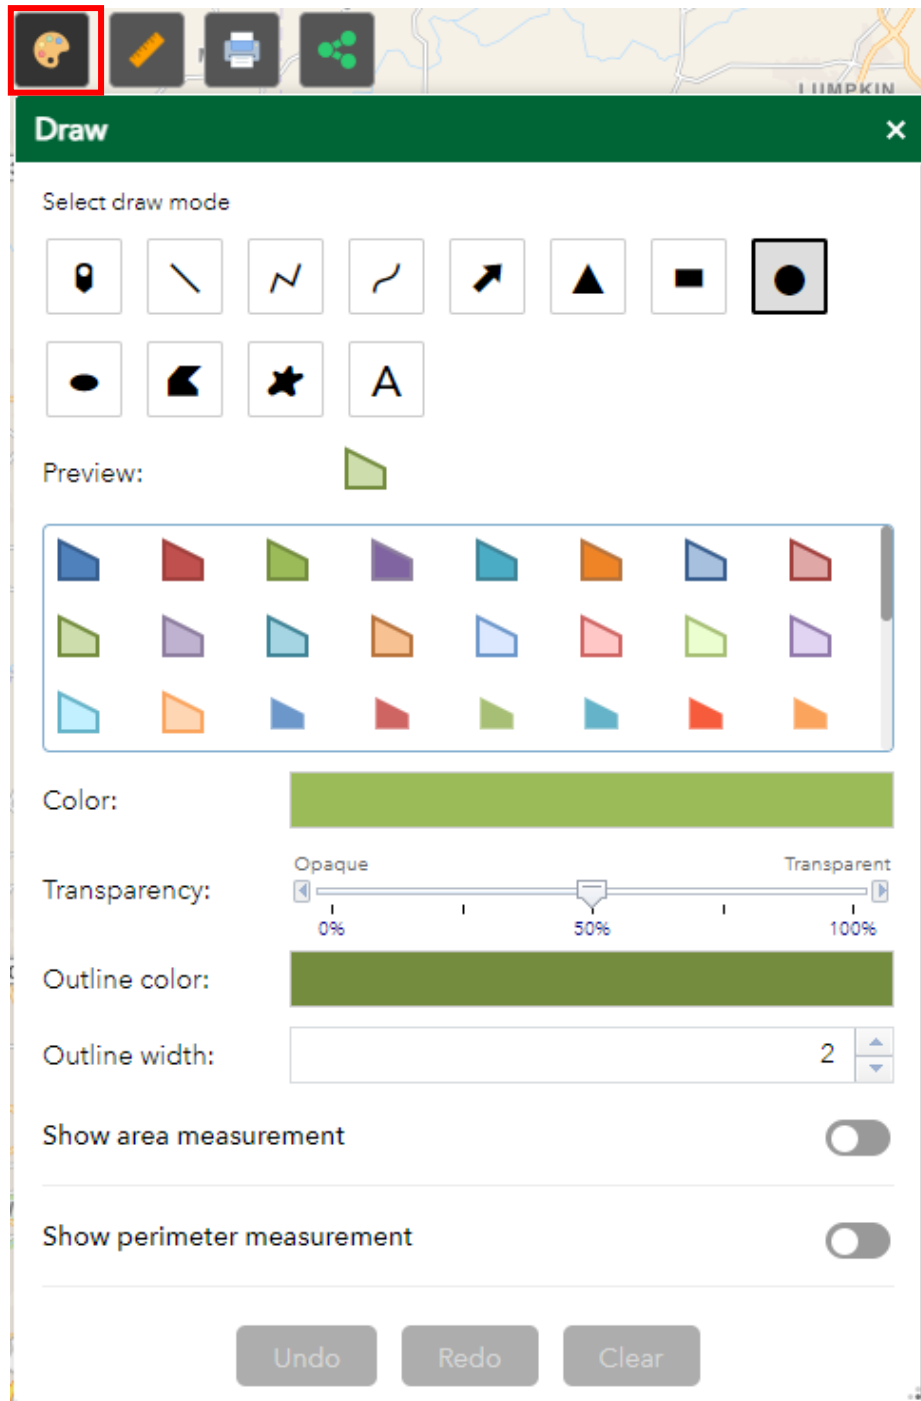 LUMPKIN
Draw
Select draw mode
A
Preview:
Color:
Opaque Transparent
Transparency:
0% 50% 100%
Outline color:
Outline width: 2
Show area measurement
Show perimeter measurement
Undo Redo Clear